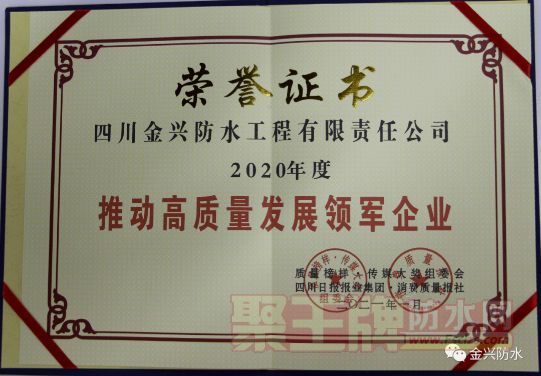 荣誉证书
四川金兴防水工程有限责任公司
2020年度
推动高质量发展领军企业
质量榜样·传媒大奖组委会
四川日报报业集团·消费质量报社
二〇二一年一月
组委会
聚王牌防水网
金兴防水